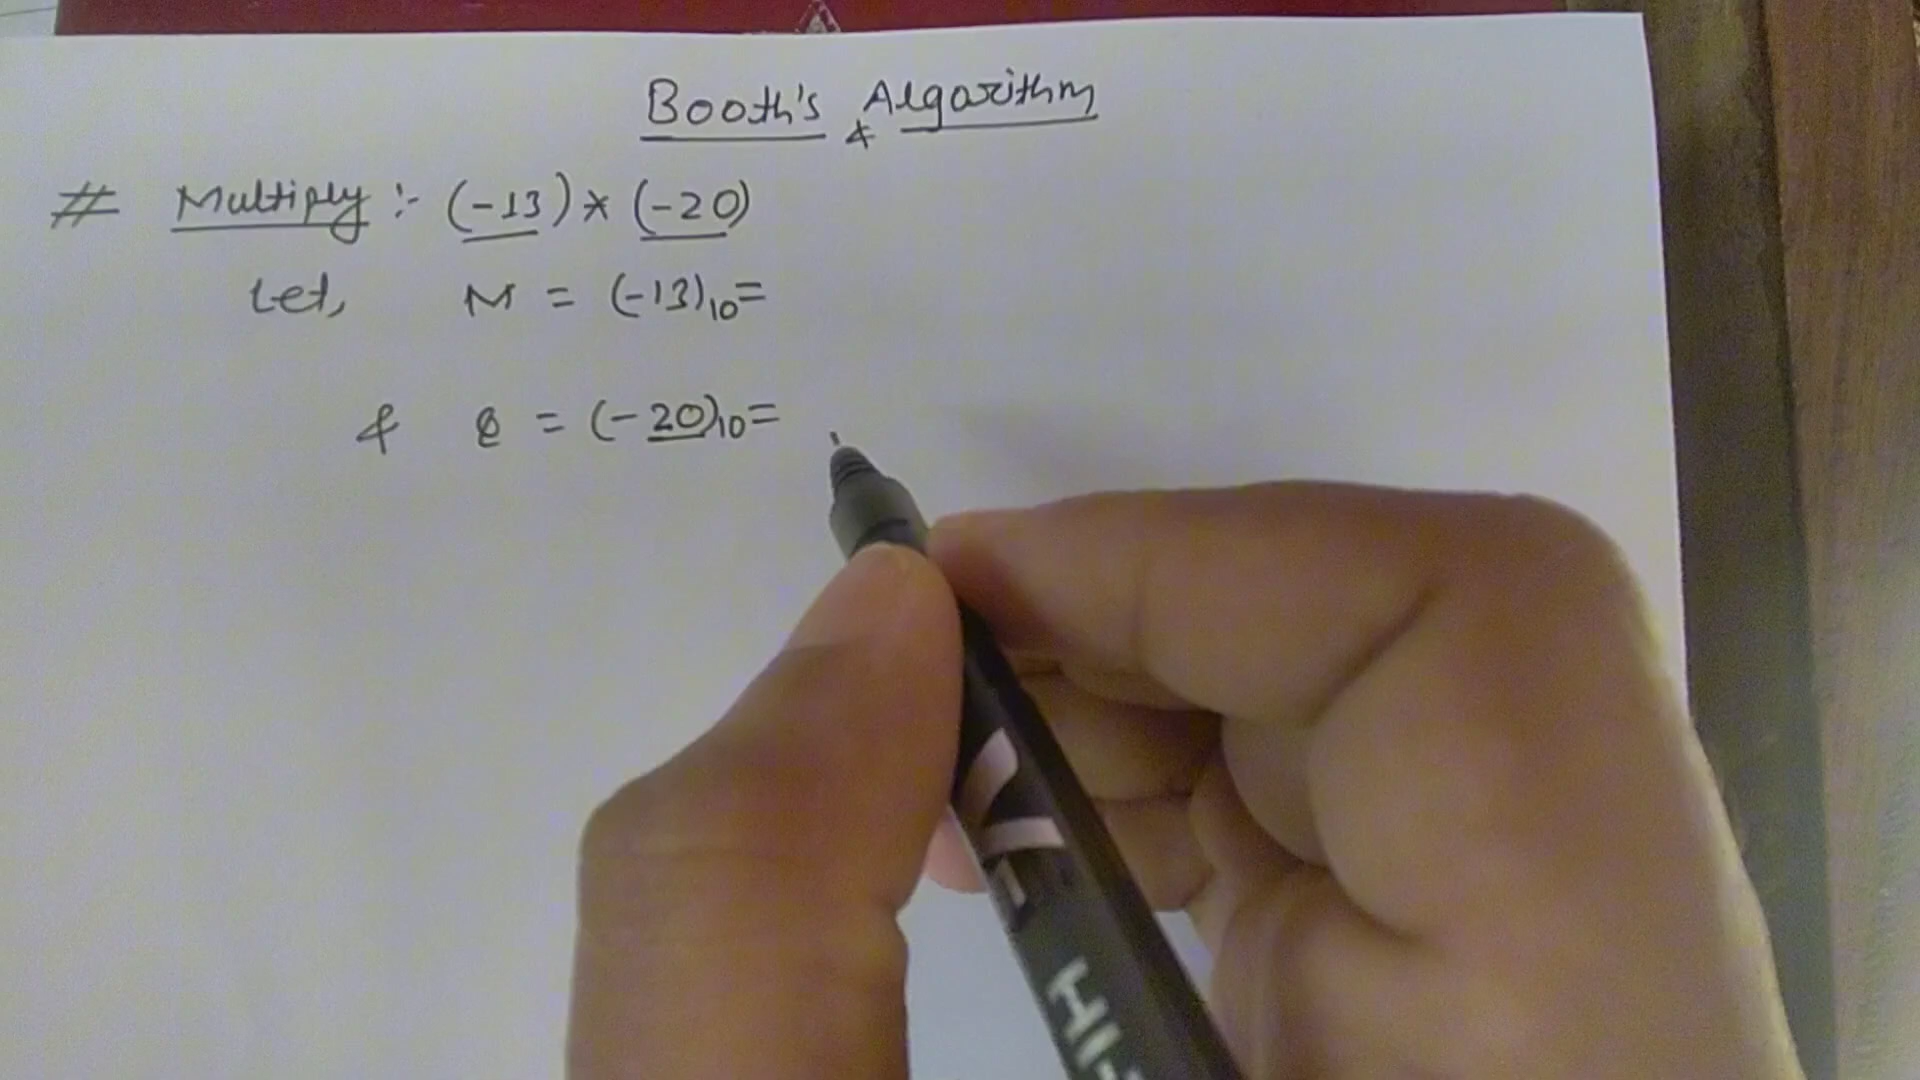 Booth's Algorithm
# Multiply :- (-13) * (-20)
Let, M = (-13)10=
& Q = (-20)10=